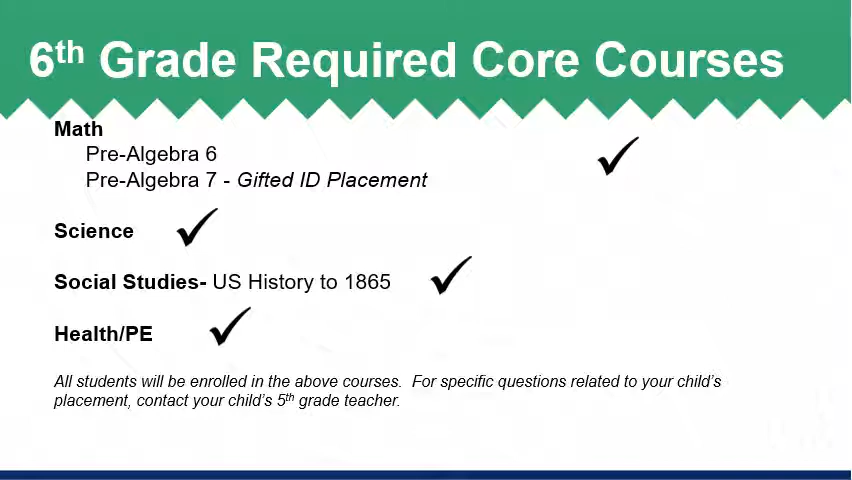 6th Grade Required Core Courses
Math
Pre-Algebra 6
Pre-Algebra 7 - Gifted ID Placement
Science
Social Studies- US History to 1865
Health/PE
All students will be enrolled in the above courses.  For specific questions related to your child's
placement, contact your child's 5th grade teacher.